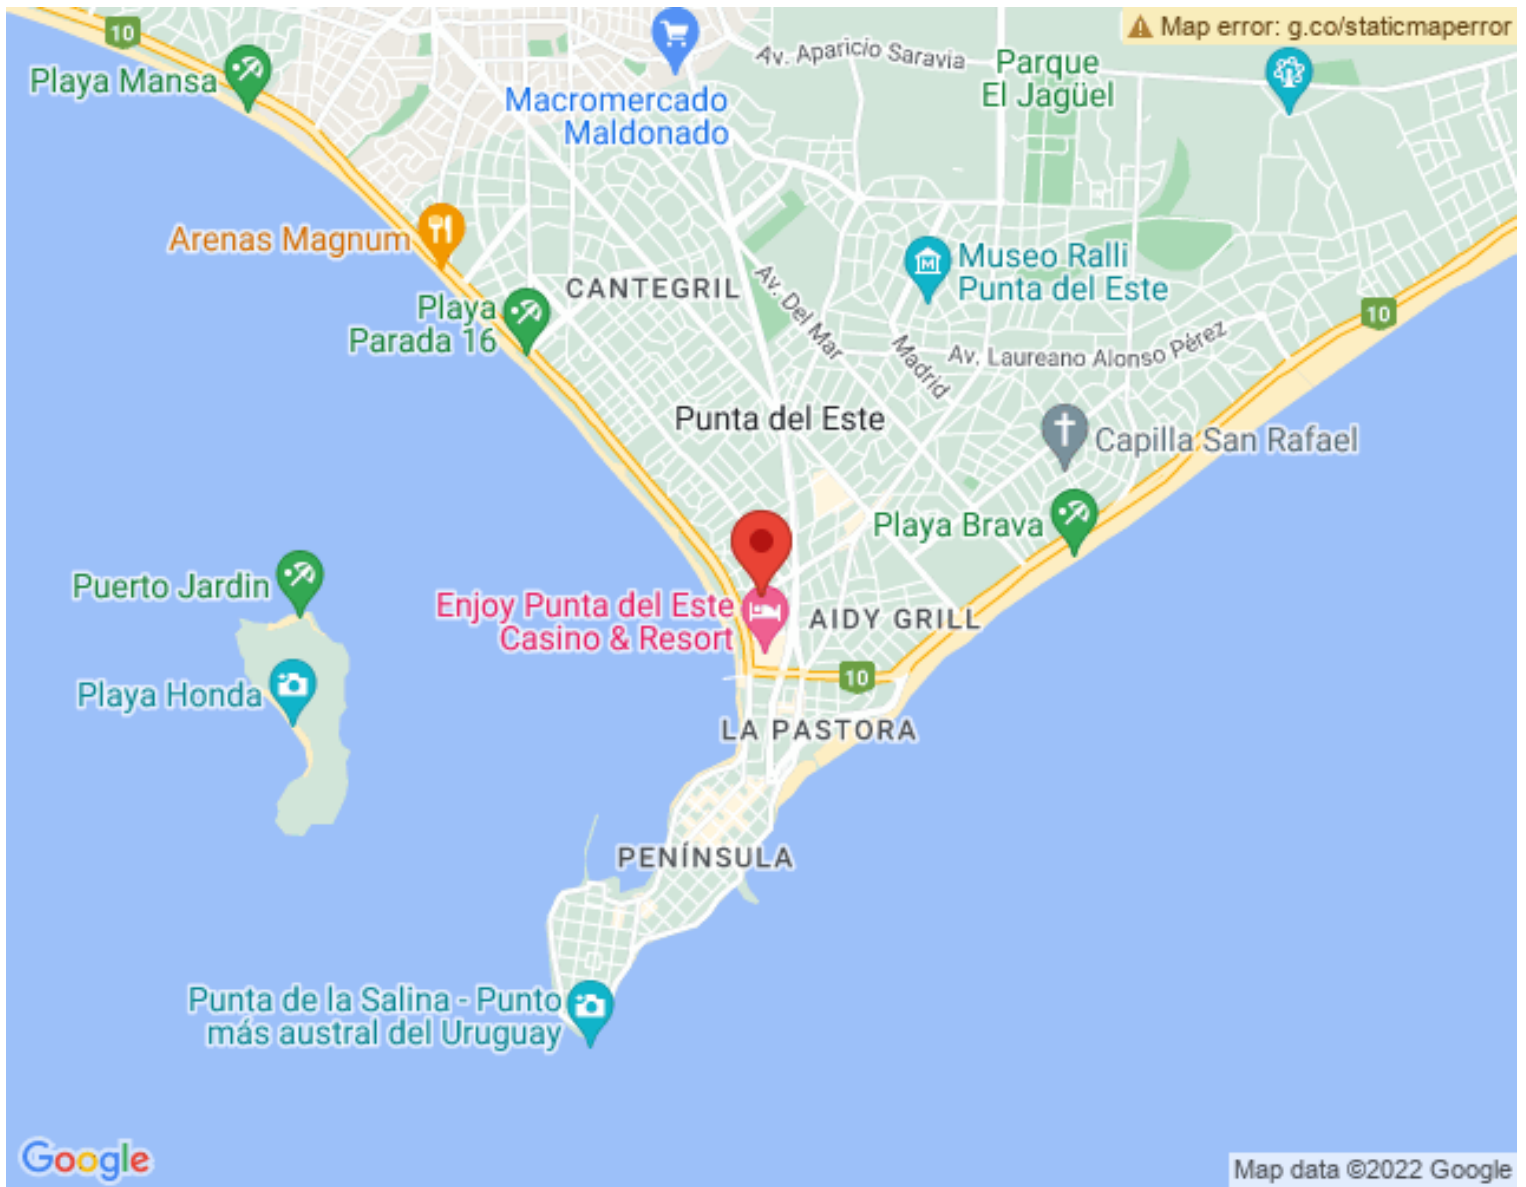 10
Map error: g.co/staticmaperror
Playa Mansa
Av. Aparicio Saravia
Parque
El Jagüel
Macromercado
Maldonado
Arenas Magnum
Museo Ralli
Punta del Este
CANTEGRIL
Av. Del Mar
Playa
Parada 16
10
Madrid
Av. Laureano Alonso Pérez
Punta del Este
Capilla San Rafael
Playa Brava
Puerto Jardin
Enjoy Punta del Este
Casino & Resort
AIDY GRILL
10
Playa Honda
LA PASTORA
PENÍNSULA
Punta de la Salina - Punto
más austral del Uruguay
Google
Map data ©2022 Google